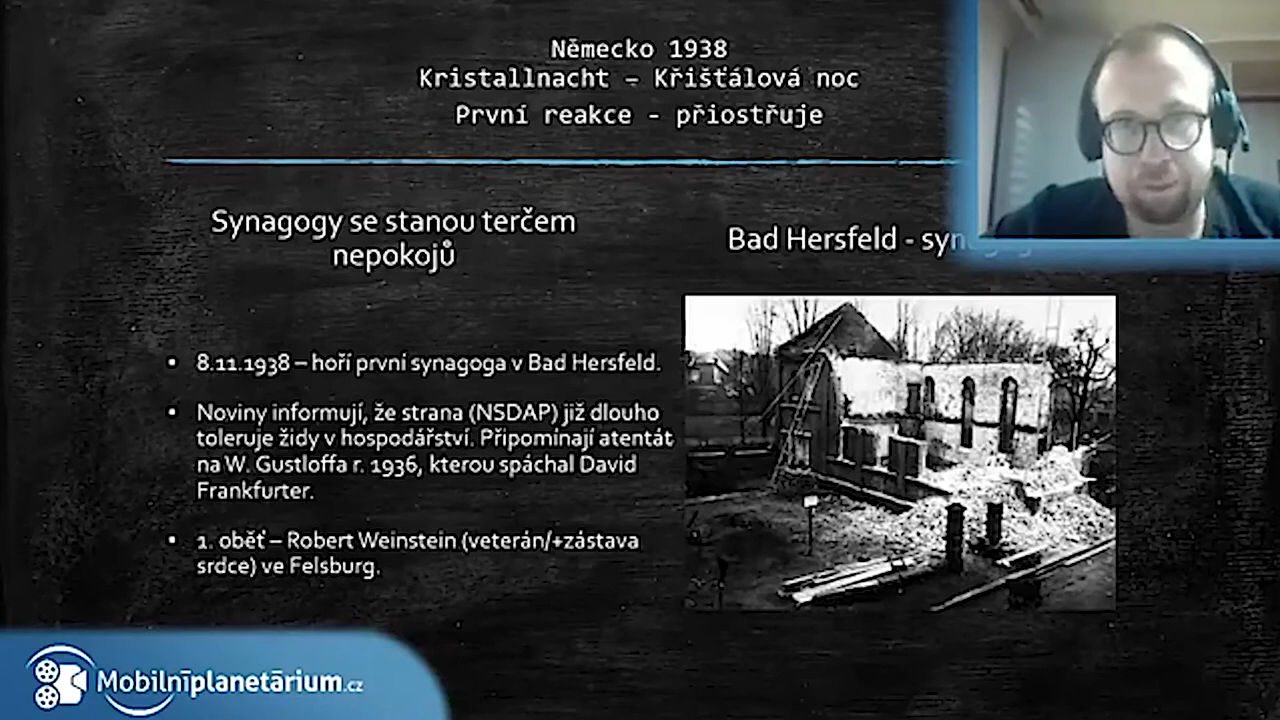 Německo 1938
Kristallnacht – Křišťálová noc
První reakce - přiostřuje
Synagogy se stanou terčem
nepokojů
Bad Hersfeld - synagoga
• 8.11.1938 – hoří první synagoga v Bad Hersfeld.
• Noviny informují, že strana (NSDAP) již dlouho
toleruje židy v hospodářství. Připomínají atentát
na W. Gustloffa r. 1936, kterou spáchal David
Frankfurter.
• 1. oběť – Robert Weinstein (veterán/+zástava
srdce) ve Felsburg.
Mobilnīplanetārium.cz